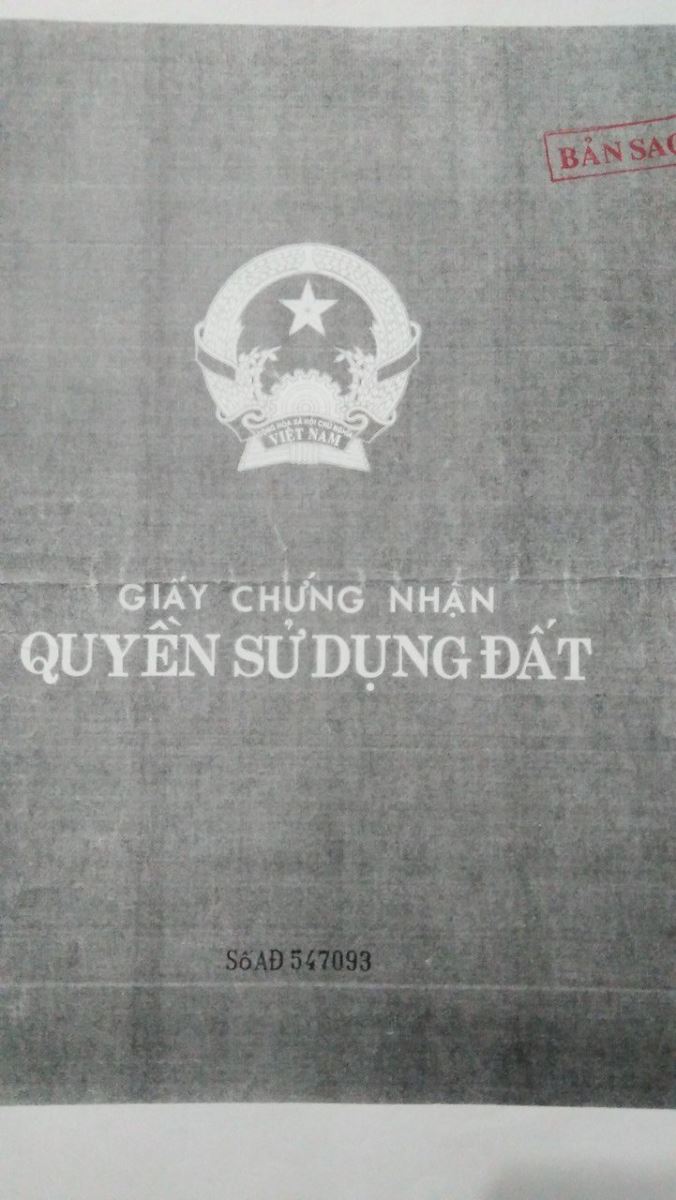 BẢN SAO
CỘNG HÒA XÃ HỘI CHỦ NGHĨA
VIỆT NAM
GIẤY CHỨNG NHẬN
QUYỀN SỬ DỤNG ĐẤT
Số AĐ 547093